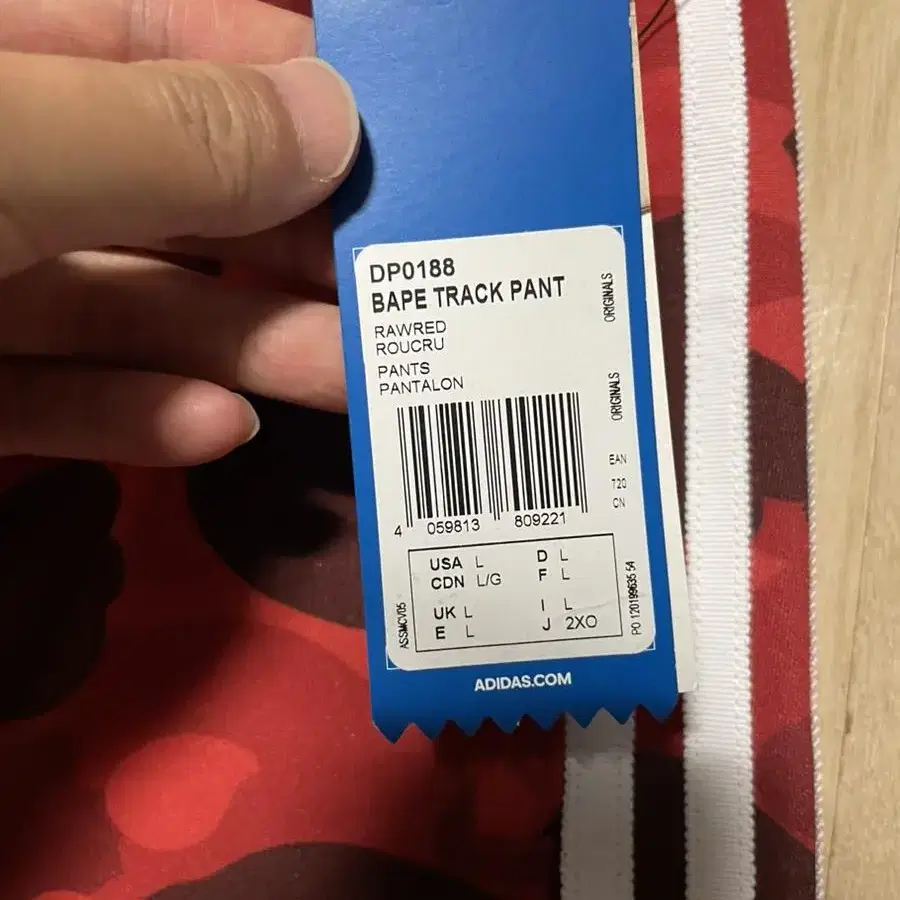 DP0188
BAPE TRACK PANT
RAWRED
ROUCRU
PANTS
PANTALON
ORIGINALS
ORIGINALS
EAN
720
CN
4 059813 809221
USA L D L
CDN L/G F L
UK L I L
E L J 2XO
ASSMCV05
PO 120199635 54
ADIDAS.COM